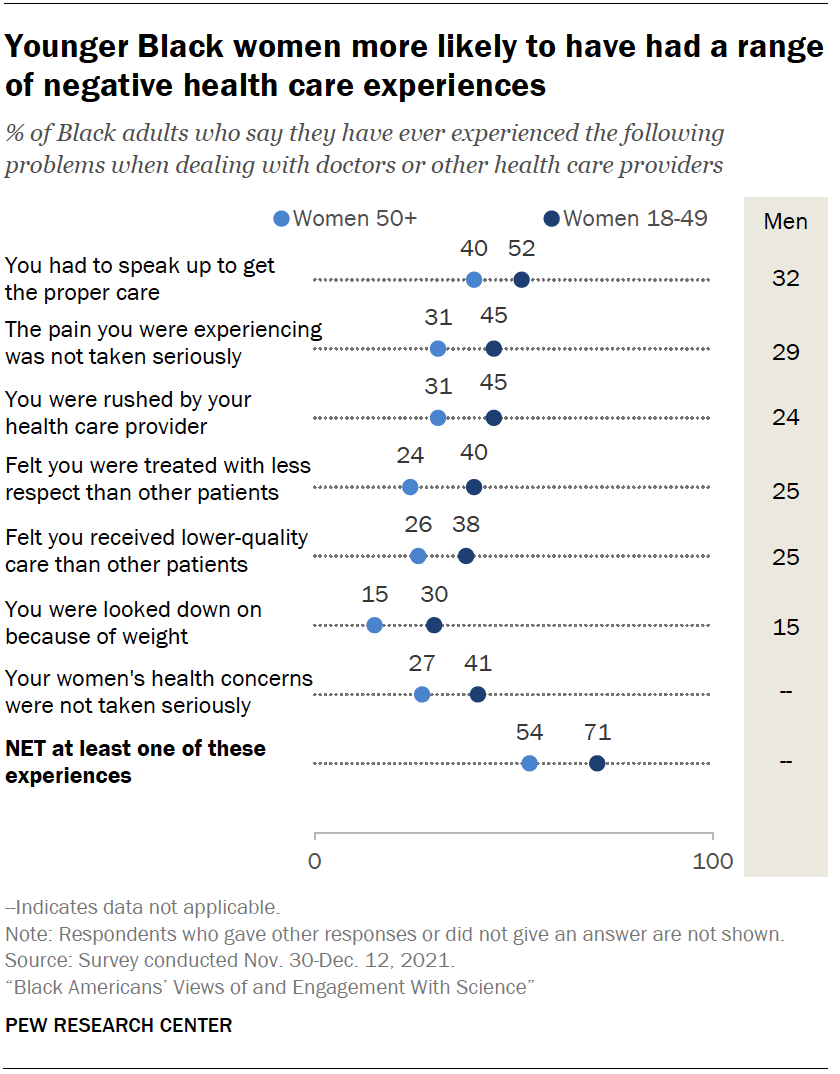 Younger Black women more likely to have had a range
of negative health care experiences
% of Black adults who say they have ever experienced the following
problems when dealing with doctors or other health care providers
Women 50+ Women 18-49 Men
You had to speak up to get
the proper care
40 52 32
The pain you were experiencing
was not taken seriously
31 45 29
You were rushed by your
health care provider
31 45 24
Felt you were treated with less
respect than other patients
24 40 25
Felt you received lower-quality
care than other patients
26 38 25
You were looked down on
because of weight
15 30 15
Your women's health concerns
were not taken seriously
27 41 --
NET at least one of these
experiences
54 71 --
0 100
--Indicates data not applicable.
Note: Respondents who gave other responses or did not give an answer are not shown.
Source: Survey conducted Nov. 30-Dec. 12, 2021.
“Black Americans’ Views of and Engagement With Science”
PEW RESEARCH CENTER